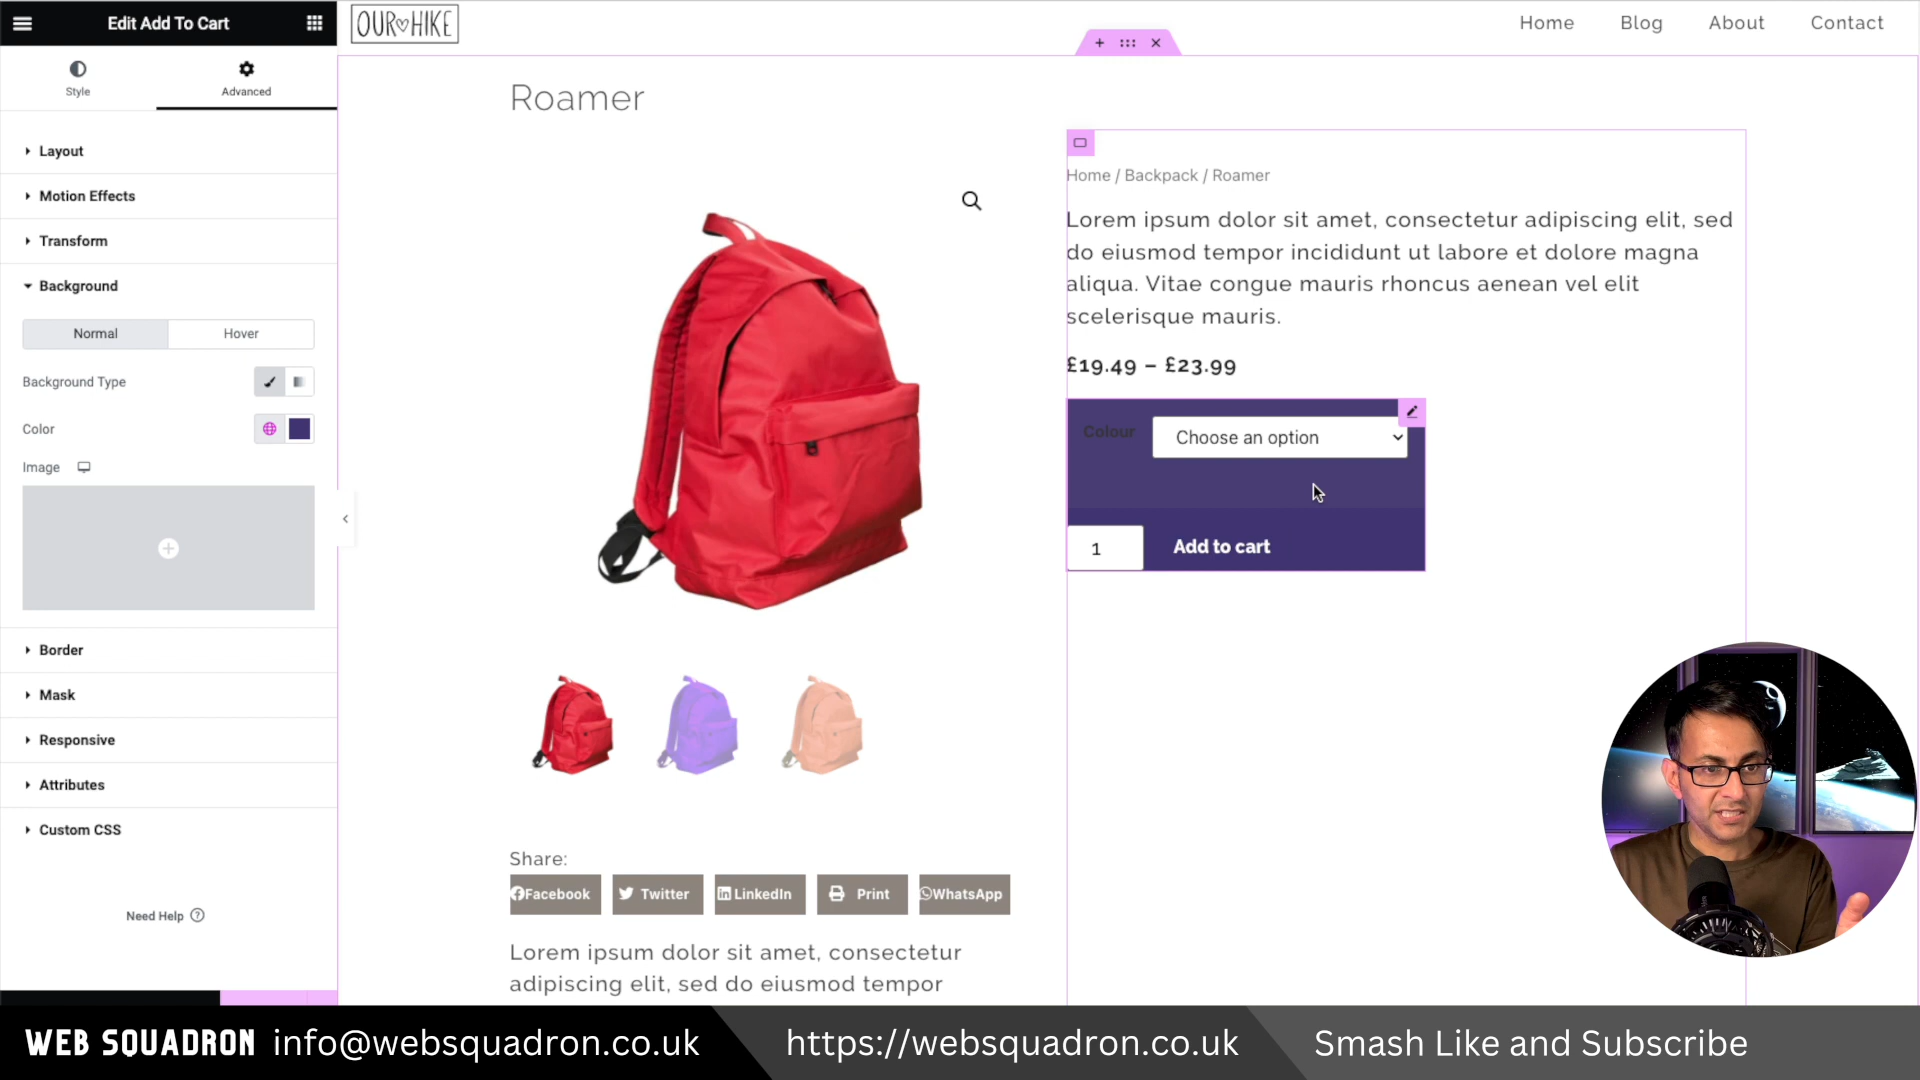 Edit Add To Cart
Style
Advanced
Layout
Motion Effects
Transform
Background
Normal
Hover
Background Type
Color
Image
Border
Mask
Responsive
Attributes
Custom CSS
Need Help ?
OUR HIKE
Home
Blog
About
Contact
Roamer
Home / Backpack / Roamer
Lorem ipsum dolor sit amet, consectetur adipiscing elit, sed
do eiusmod tempor incididunt ut labore et dolore magna
aliqua. Vitae congue mauris rhoncus aenean vel elit
scelerisque mauris.
£19.49 – £23.99
Colour
Choose an option
1
Add to cart
Share:
Facebook
Twitter
LinkedIn
Print
WhatsApp
Lorem ipsum dolor sit amet, consectetur
adipiscing elit, sed do eiusmod tempor
WEB SQUADRON
info@websquadron.co.uk
https://websquadron.co.uk
Smash Like and Subscribe